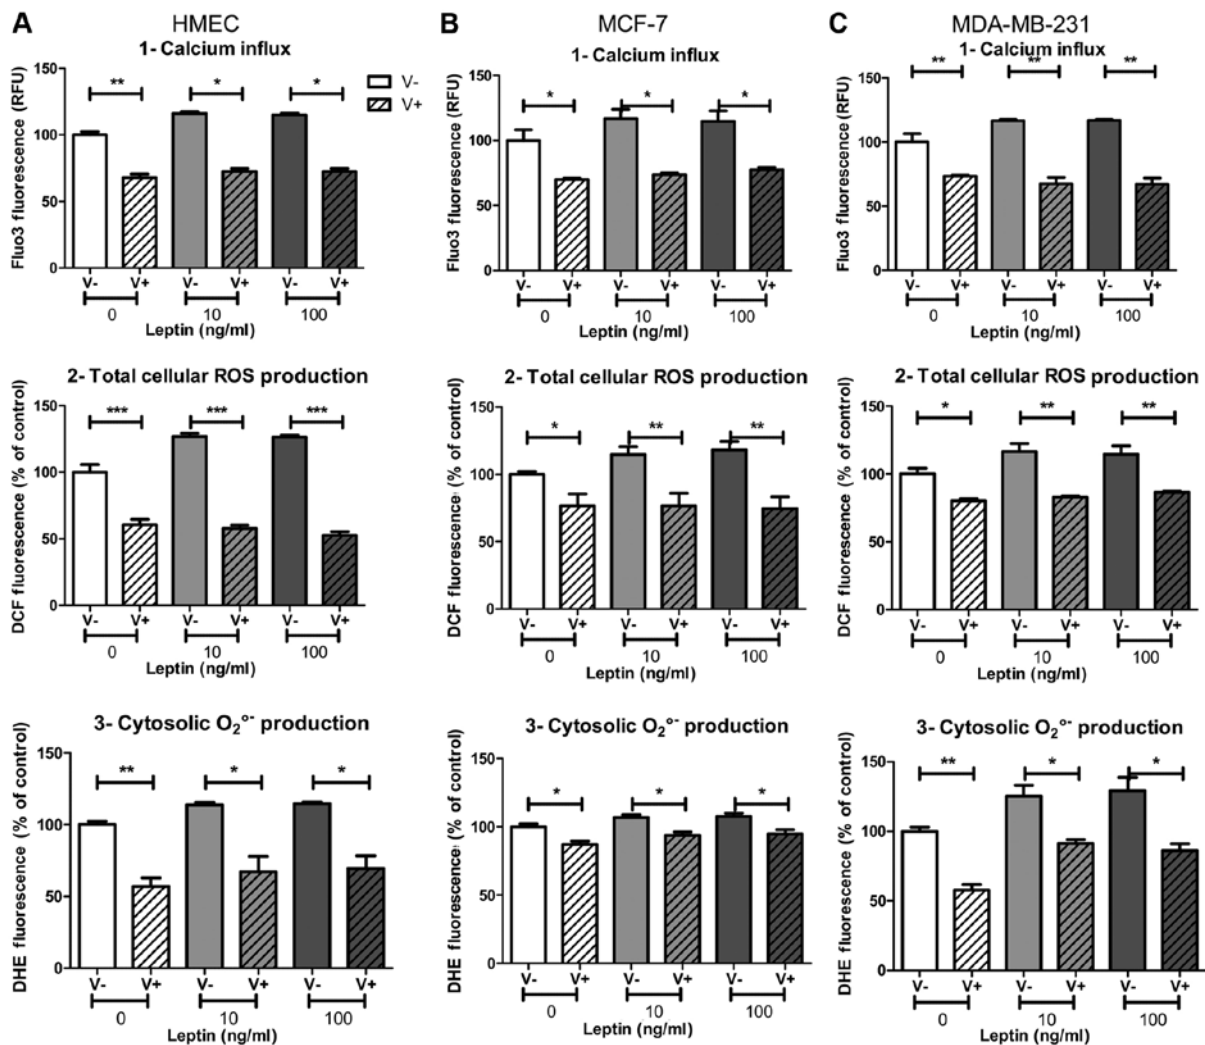 A HMEC
1- Calcium influx
Fluo3 fluorescence (RFU)
150
100
50
0
** * *
V-
V+
V- V+ V- V+ V- V+
0 10 100
Leptin (ng/ml)
2- Total cellular ROS production
DCF fluorescence (% of control)
150
100
50
0
*** *** ***
V- V+ V- V+ V- V+
0 10 100
Leptin (ng/ml)
3- Cytosolic O₂°⁻ production
DHE fluorescence (% of control)
150
100
50
0
** * *
V- V+ V- V+ V- V+
0 10 100
Leptin (ng/ml)
B MCF-7
1- Calcium influx
Fluo3 fluorescence (RFU)
150
100
50
0
* * *
V- V+ V- V+ V- V+
0 10 100
Leptin (ng/ml)
2- Total cellular ROS production
DCF fluorescence (% of control)
150
100
50
0
* ** **
V- V+ V- V+ V- V+
0 10 100
Leptin (ng/ml)
3- Cytosolic O₂°⁻ production
DHE fluorescence (% of control)
150
100
50
0
* * *
V- V+ V- V+ V- V+
0 10 100
Leptin (ng/ml)
C MDA-MB-231
1- Calcium influx
Fluo3 fluorescence (RFU)
150
100
50
0
** ** **
V- V+ V- V+ V- V+
0 10 100
Leptin (ng/ml)
2- Total cellular ROS production
DCF fluorescence (% of control)
150
100
50
0
* ** **
V- V+ V- V+ V- V+
0 10 100
Leptin (ng/ml)
3- Cytosolic O₂°⁻ production
DHE fluorescence (% of control)
150
100
50
0
** * *
V- V+ V- V+ V- V+
0 10 100
Leptin (ng/ml)